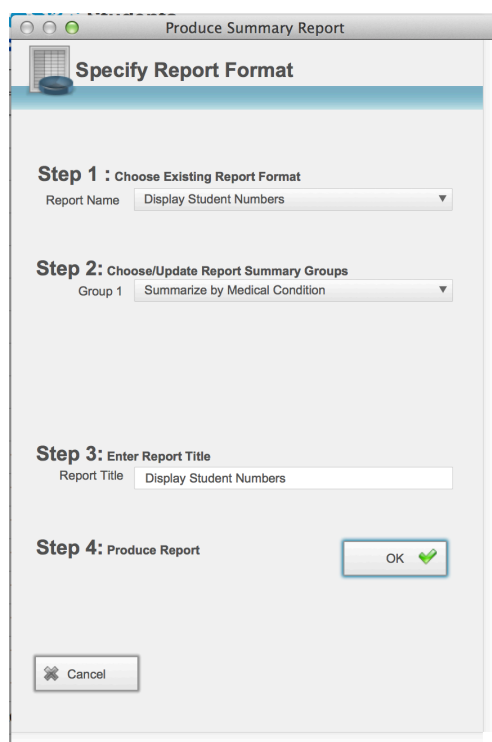 Produce Summary Report
Specify Report Format
Step 1 : Choose Existing Report Format
Report Name Display Student Numbers
Step 2: Choose/Update Report Summary Groups
Group 1 Summarize by Medical Condition
Step 3: Enter Report Title
Report Title Display Student Numbers
Step 4: Produce Report
OK
Cancel